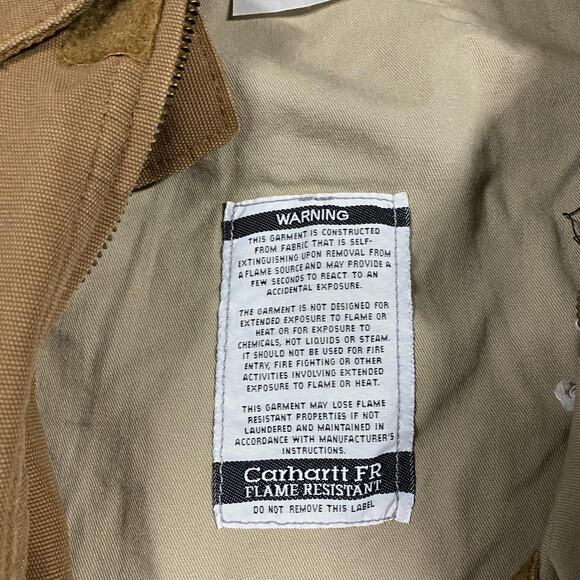 WARNING
THIS GARMENT IS CONSTRUCTED
FROM FABRIC THAT IS SELF-
EXTINGUISHING UPON REMOVAL FROM
A FLAME SOURCE AND MAY PROVIDE A
FEW SECONDS TO REACT TO AN
ACCIDENTAL EXPOSURE.
THE GARMENT IS NOT DESIGNED FOR
EXTENDED EXPOSURE TO FLAME OR
HEAT OR FOR EXPOSURE TO
CHEMICALS, HOT LIQUIDS OR STEAM.
IT SHOULD NOT BE USED FOR FIRE
ENTRY, FIRE FIGHTING OR OTHER
ACTIVITIES INVOLVING EXTENDED
EXPOSURE TO FLAME OR HEAT.
THIS GARMENT MAY LOSE FLAME
RESISTANT PROPERTIES IF NOT
LAUNDERED AND MAINTAINED IN
ACCORDANCE WITH MANUFACTURER'S
INSTRUCTIONS.
Carhartt FR
FLAME RESISTANT
DO NOT REMOVE THIS LABEL